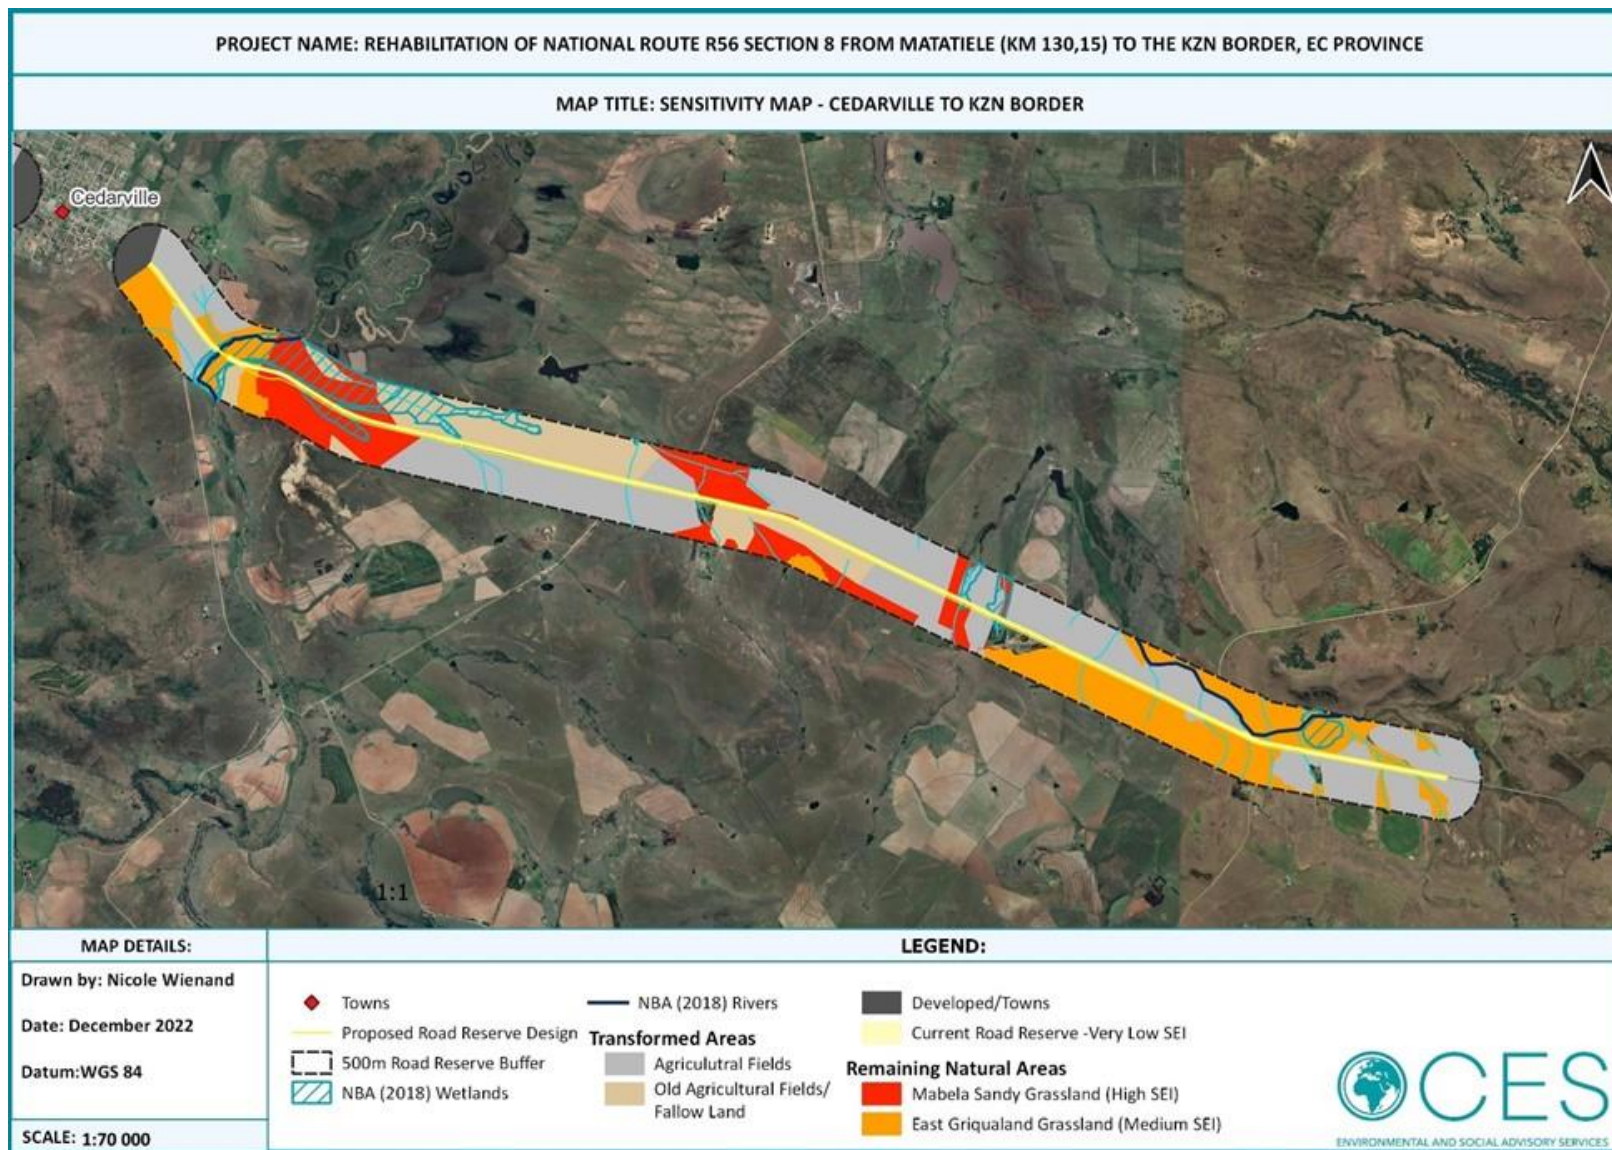 PROJECT NAME: REHABILITATION OF NATIONAL ROUTE R56 SECTION 8 FROM MATATIELE (KM 130,15) TO THE KZN BORDER, EC PROVINCE
MAP TITLE: SENSITIVITY MAP - CEDARVILLE TO KZN BORDER
Cedarville
1:1
MAP DETAILS:
Drawn by: Nicole Wienand
Date: December 2022
Datum:WGS 84
SCALE: 1:70 000
LEGEND:
Towns
Proposed Road Reserve Design
500m Road Reserve Buffer
NBA (2018) Wetlands
NBA (2018) Rivers
Transformed Areas
Agriculutral Fields
Old Agricultural Fields/
Fallow Land
Developed/Towns
Current Road Reserve -Very Low SEI
Remaining Natural Areas
Mabela Sandy Grassland (High SEI)
East Griqualand Grassland (Medium SEI)
CES
ENVIRONMENTAL AND SOCIAL ADVISORY SERVICES